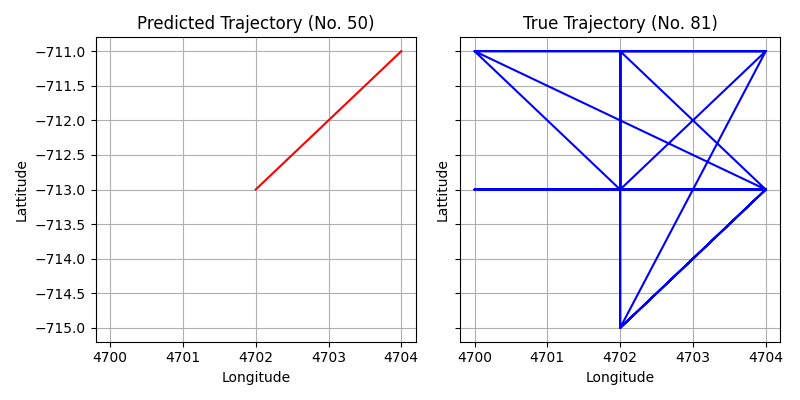 Predicted Trajectory (No. 50)
True Trajectory (No. 81)
Lattitude
−711.0
−711.5
−712.0
−712.5
−713.0
−713.5
−714.0
−714.5
−715.0
4700 4701 4702 4703 4704
Longitude
Lattitude
4700 4701 4702 4703 4704
Longitude